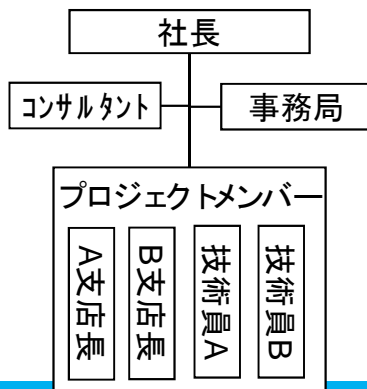 社長
コンサルタント
事務局
プロジェクトメンバー
A支店長
B支店長
技術員A
技術員B